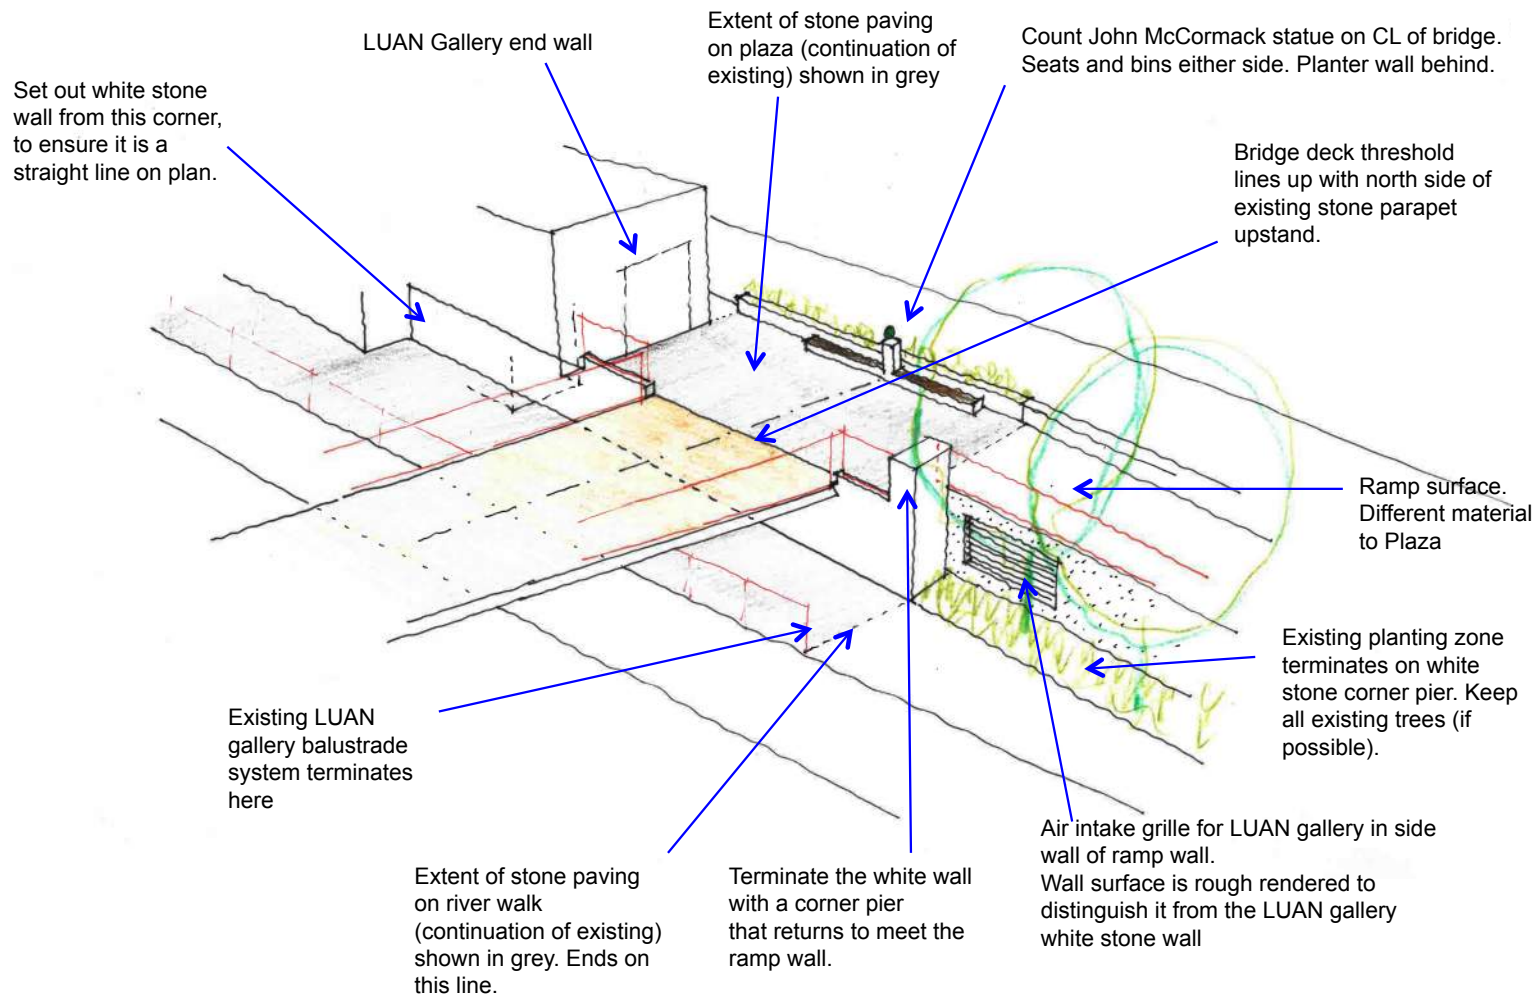 LUAN Gallery end wall
Extent of stone paving
on plaza (continuation of
existing) shown in grey
Count John McCormack statue on CL of bridge.
Seats and bins either side. Planter wall behind.
Set out white stone
wall from this corner,
to ensure it is a
straight line on plan.
Bridge deck threshold
lines up with north side of
existing stone parapet
upstand.
Ramp surface.
Different material
to Plaza
Existing planting zone
terminates on white
stone corner pier. Keep
all existing trees (if
possible).
Existing LUAN
gallery balustrade
system terminates
here
Extent of stone paving
on river walk
(continuation of existing)
shown in grey. Ends on
this line.
Terminate the white wall
with a corner pier
that returns to meet the
ramp wall.
Air intake grille for LUAN gallery in side
wall of ramp wall.
Wall surface is rough rendered to
distinguish it from the LUAN gallery
white stone wall